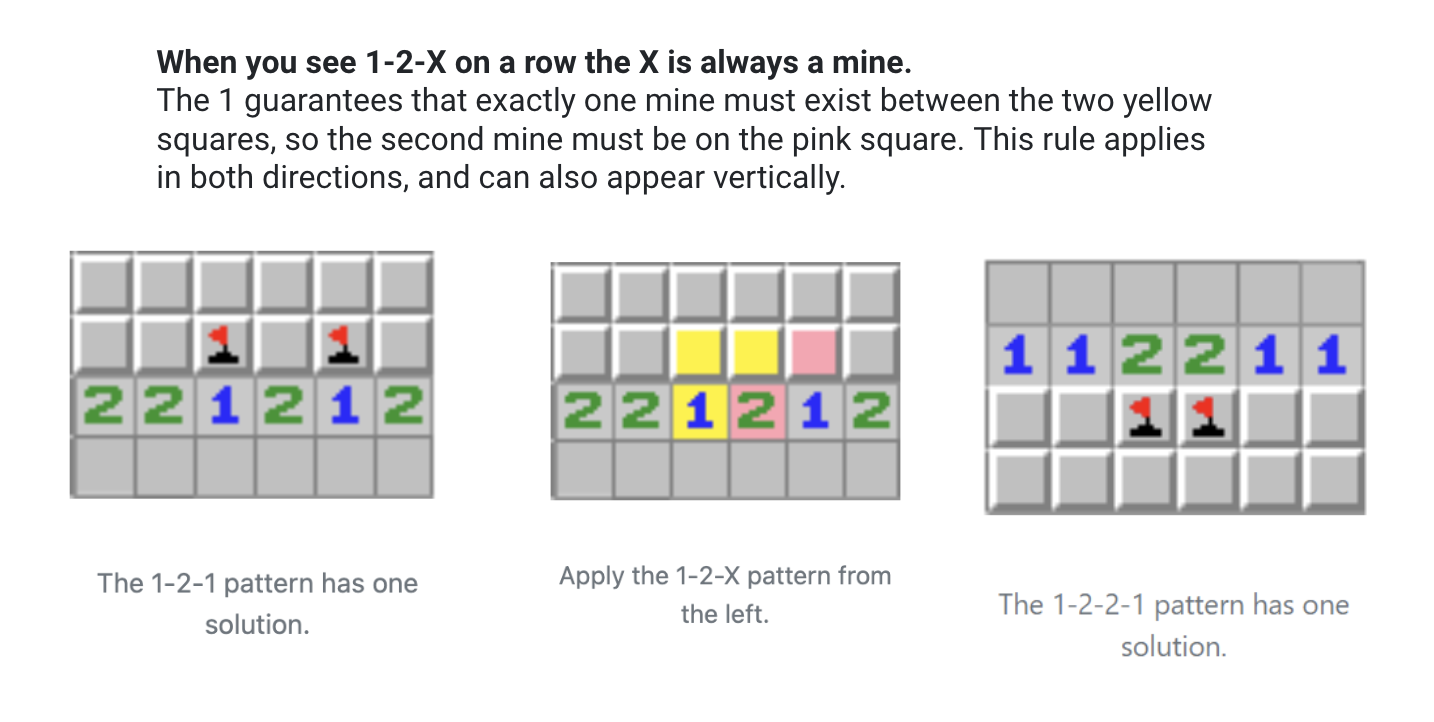 When you see 1-2-X on a row the X is always a mine.
The 1 guarantees that exactly one mine must exist between the two yellow
squares, so the second mine must be on the pink square. This rule applies
in both directions, and can also appear vertically.
2 2 1 2 1 2
The 1-2-1 pattern has one
solution.
2 2 1 2 1 2
Apply the 1-2-X pattern from
the left.
1 1 2 2 1 1
The 1-2-2-1 pattern has one
solution.